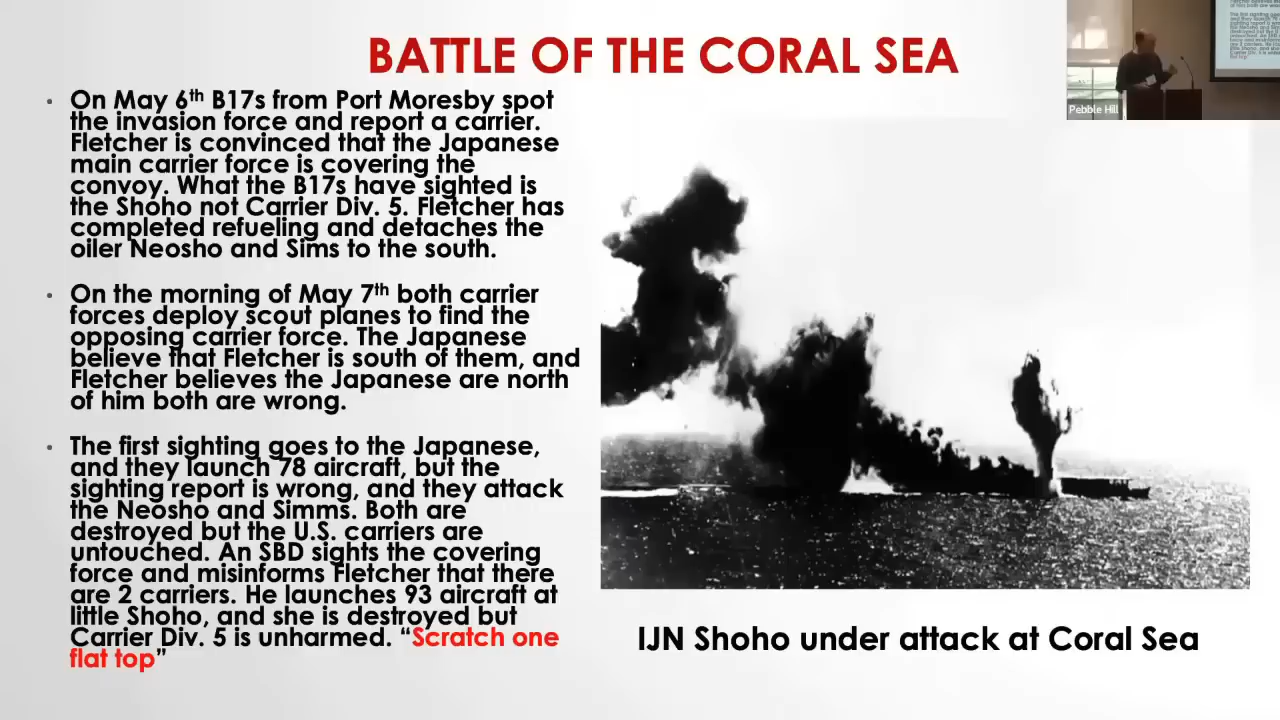 BATTLE OF THE CORAL SEA
• On May 6th B17s from Port Moresby spot
the invasion force and report a carrier.
Fletcher is convinced that the Japanese
main carrier force is covering the
convoy. What the B17s have sighted is
the Shoho not Carrier Div. 5. Fletcher has
completed refueling and detaches the
oiler Neosho and Sims to the south.
• On the morning of May 7th both carrier
forces deploy scout planes to find the
opposing carrier force. The Japanese
believe that Fletcher is south of them, and
Fletcher believes the Japanese are north
of him both are wrong.
• The first sighting goes to the Japanese,
and they launch 78 aircraft, but the
sighting report is wrong, and they attack
the Neosho and Simms. Both are
destroyed but the U.S. carriers are
untouched. An SBD sights the covering
force and misinforms Fletcher that there
are 2 carriers. He launches 93 aircraft at
little Shoho, and she is destroyed but
Carrier Div. 5 is unharmed. “Scratch one
flat top”
IJN Shoho under attack at Coral Sea
Pebble Hill